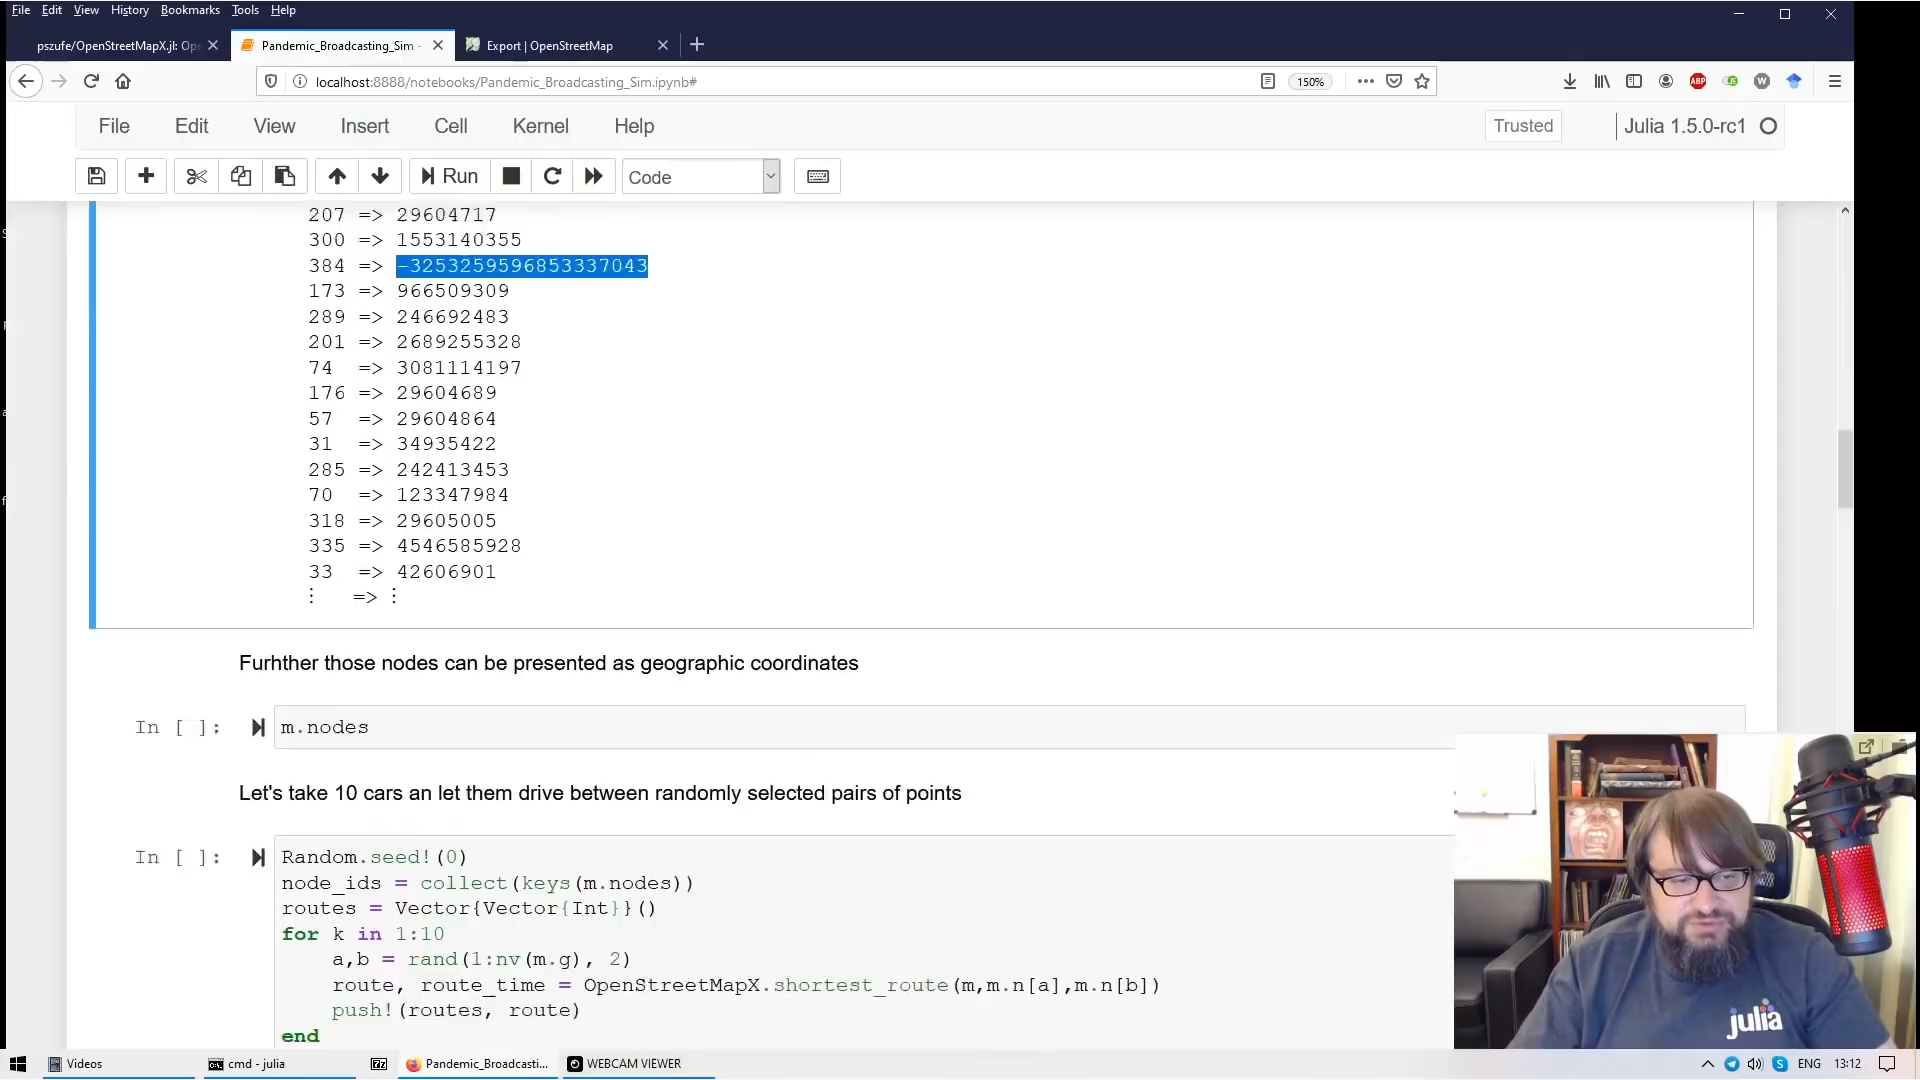 File Edit View History Bookmarks Tools Help
pszufe/OpenStreetMapX.jl: Op
Pandemic_Broadcasting_Sim -
Export | OpenStreetMap
localhost:8888/notebooks/Pandemic_Broadcasting_Sim.ipynb#
150%
ABP
W
File Edit View Insert Cell Kernel Help
Trusted
Julia 1.5.0-rc1
Run
Code
207 => 29604717
300 => 1553140355
384 => -3253259596853337043
173 => 966509309
289 => 246692483
201 => 2689255328
74 => 3081114197
176 => 29604689
57 => 29604864
31 => 34935422
285 => 242413453
70 => 123347984
318 => 29605005
335 => 4546585928
33 => 42606901
⋮ => ⋮
Furhther those nodes can be presented as geographic coordinates
In [ ]: m.nodes
Let's take 10 cars an let them drive between randomly selected pairs of points
In [ ]: Random.seed!(0)
node_ids = collect(keys(m.nodes))
routes = Vector{Vector{Int}}()
for k in 1:10
a,b = rand(1:nv(m.g), 2)
route, route_time = OpenStreetMapX.shortest_route(m,m.n[a],m.n[b])
push!(routes, route)
end
julia
Videos
cmd - julia
7z
Pandemic_Broadcasti...
WEBCAM VIEWER
ENG
13:12